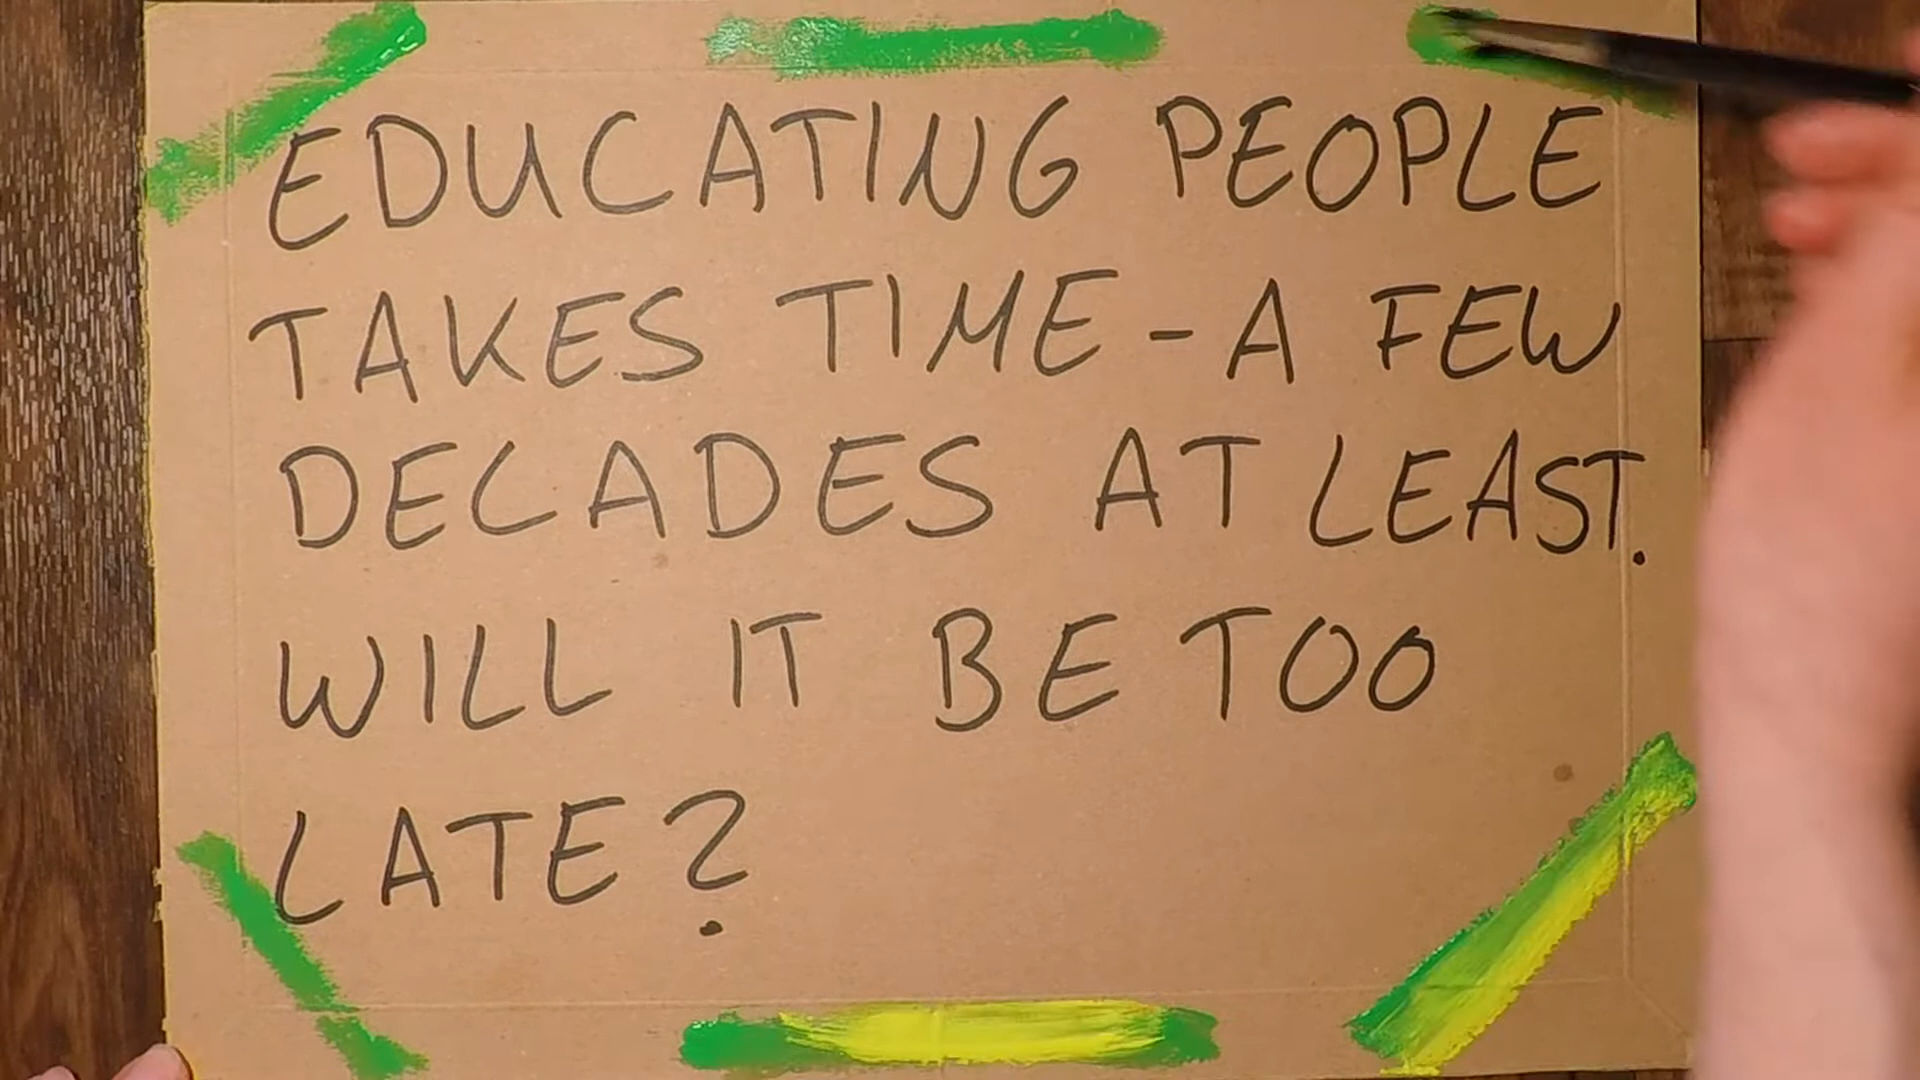 EDUCATING PEOPLE
TAKES TIME - A FEW
DECADES AT LEAST.
WILL IT BE TOO
LATE?